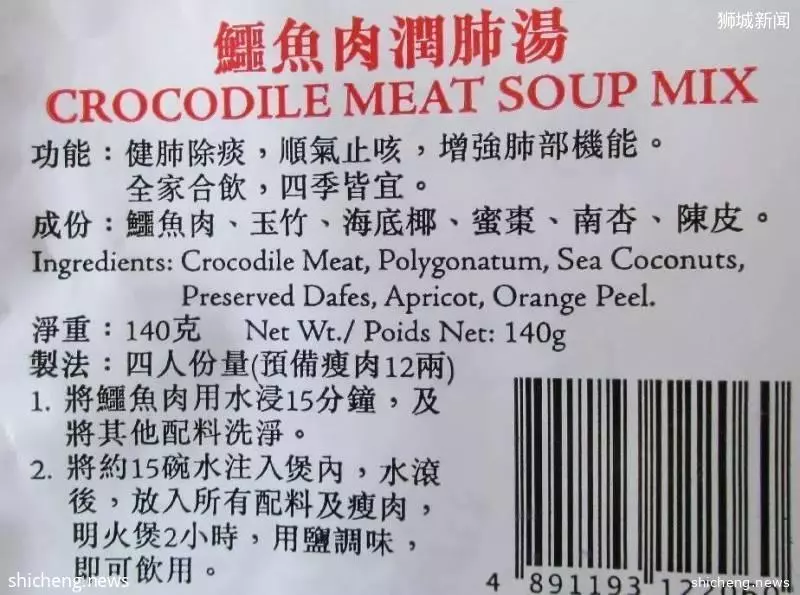 狮城新闻
鱷魚肉潤肺湯
CROCODILE MEAT SOUP MIX
功能：健肺除痰，順氣止咳，增強肺部機能。
全家合飲，四季皆宜。
成份：鱷魚肉、玉竹、海底椰、蜜棗、南杏、陳皮。
Ingredients: Crocodile Meat, Polygonatum, Sea Coconuts,
Preserved Dafes, Apricot, Orange Peel.
淨重：140克 Net Wt./ Poids Net: 140g
製法：四人份量(預備瘦肉12兩)
1. 將鱷魚肉用水浸15分鐘，及
將其他配料洗淨。
2. 將約15碗水注入煲內，水滾
後，放入所有配料及瘦肉，
明火煲2小時，用鹽調味，
即可飲用。
4 891193 122060
shicheng.news
shicheng.news